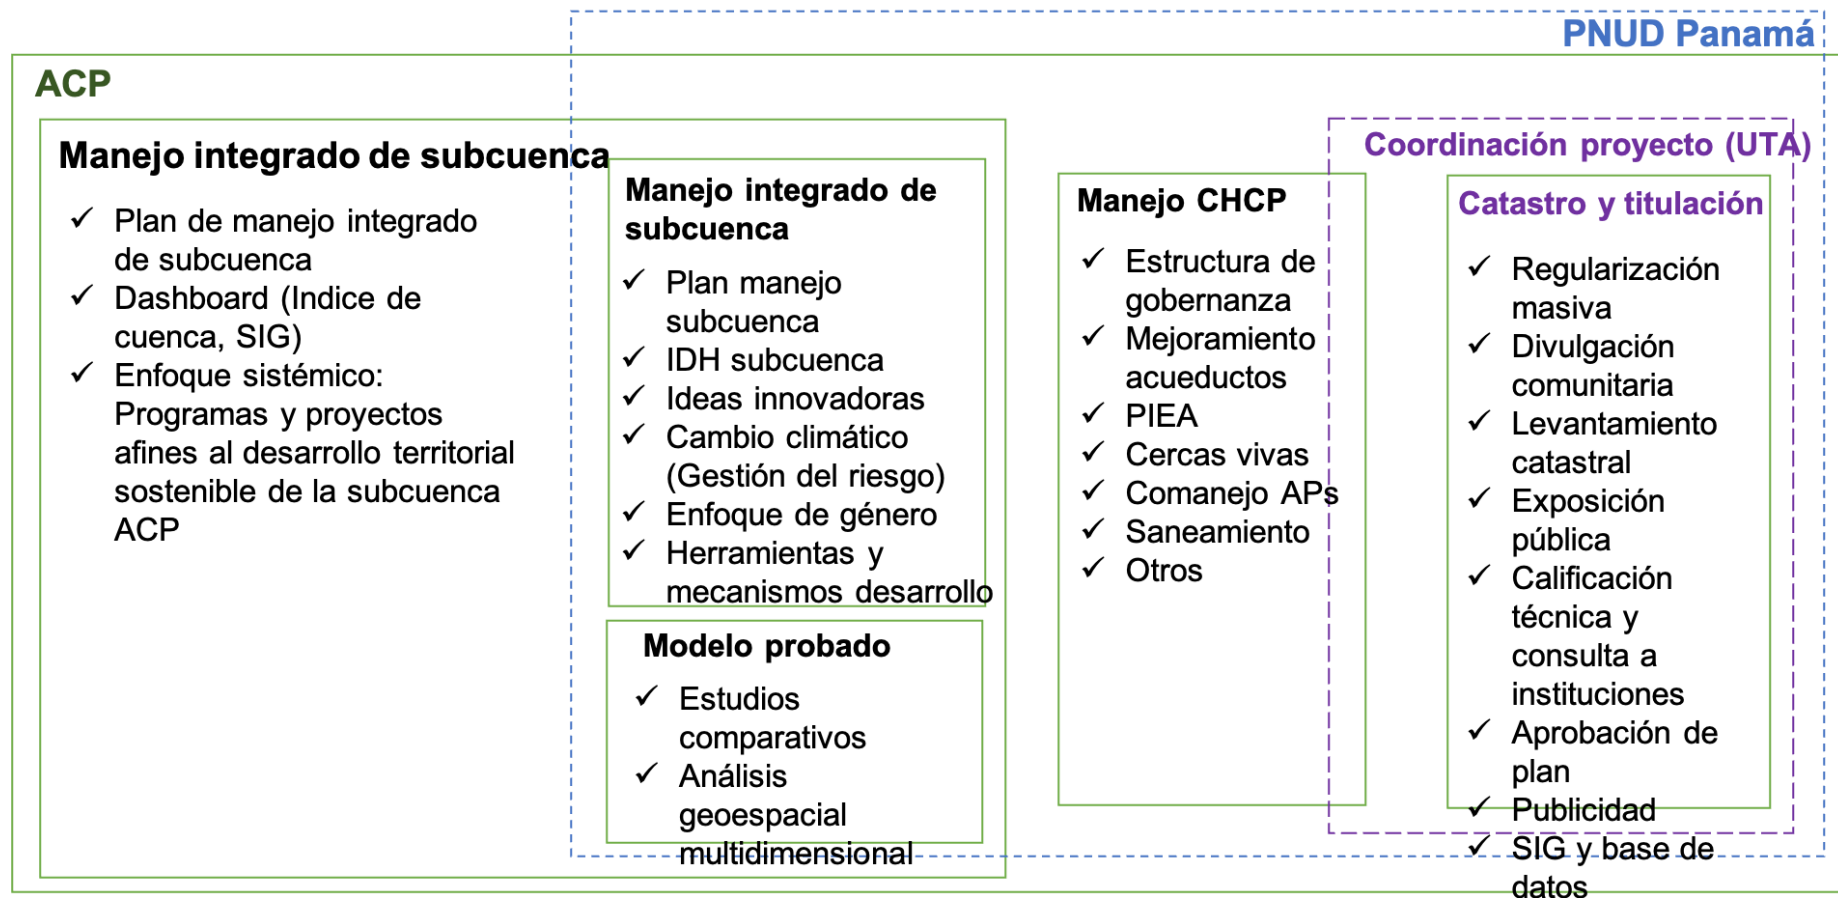 PNUD Panamá
ACP
Manejo integrado de subcuenca
✓ Plan de manejo integrado
de subcuenca
✓ Dashboard (Indice de
cuenca, SIG)
✓ Enfoque sistémico:
Programas y proyectos
afines al desarrollo territorial
sostenible de la subcuenca
ACP
Manejo integrado de
subcuenca
✓ Plan manejo
subcuenca
✓ IDH subcuenca
✓ Ideas innovadoras
✓ Cambio climático
(Gestión del riesgo)
✓ Enfoque de género
✓ Herramientas y
mecanismos desarrollo
Modelo probado
✓ Estudios
comparativos
✓ Análisis
geoespacial
multidimensional
Manejo CHCP
✓ Estructura de
gobernanza
✓ Mejoramiento
acueductos
✓ PIEA
✓ Cercas vivas
✓ Comanejo APs
✓ Saneamiento
✓ Otros
Coordinación proyecto (UTA)
Catastro y titulación
✓ Regularización
masiva
✓ Divulgación
comunitaria
✓ Levantamiento
catastral
✓ Exposición
pública
✓ Calificación
técnica y
consulta a
instituciones
✓ Aprobación de
plan
✓ Publicidad
✓ SIG y base de
datos